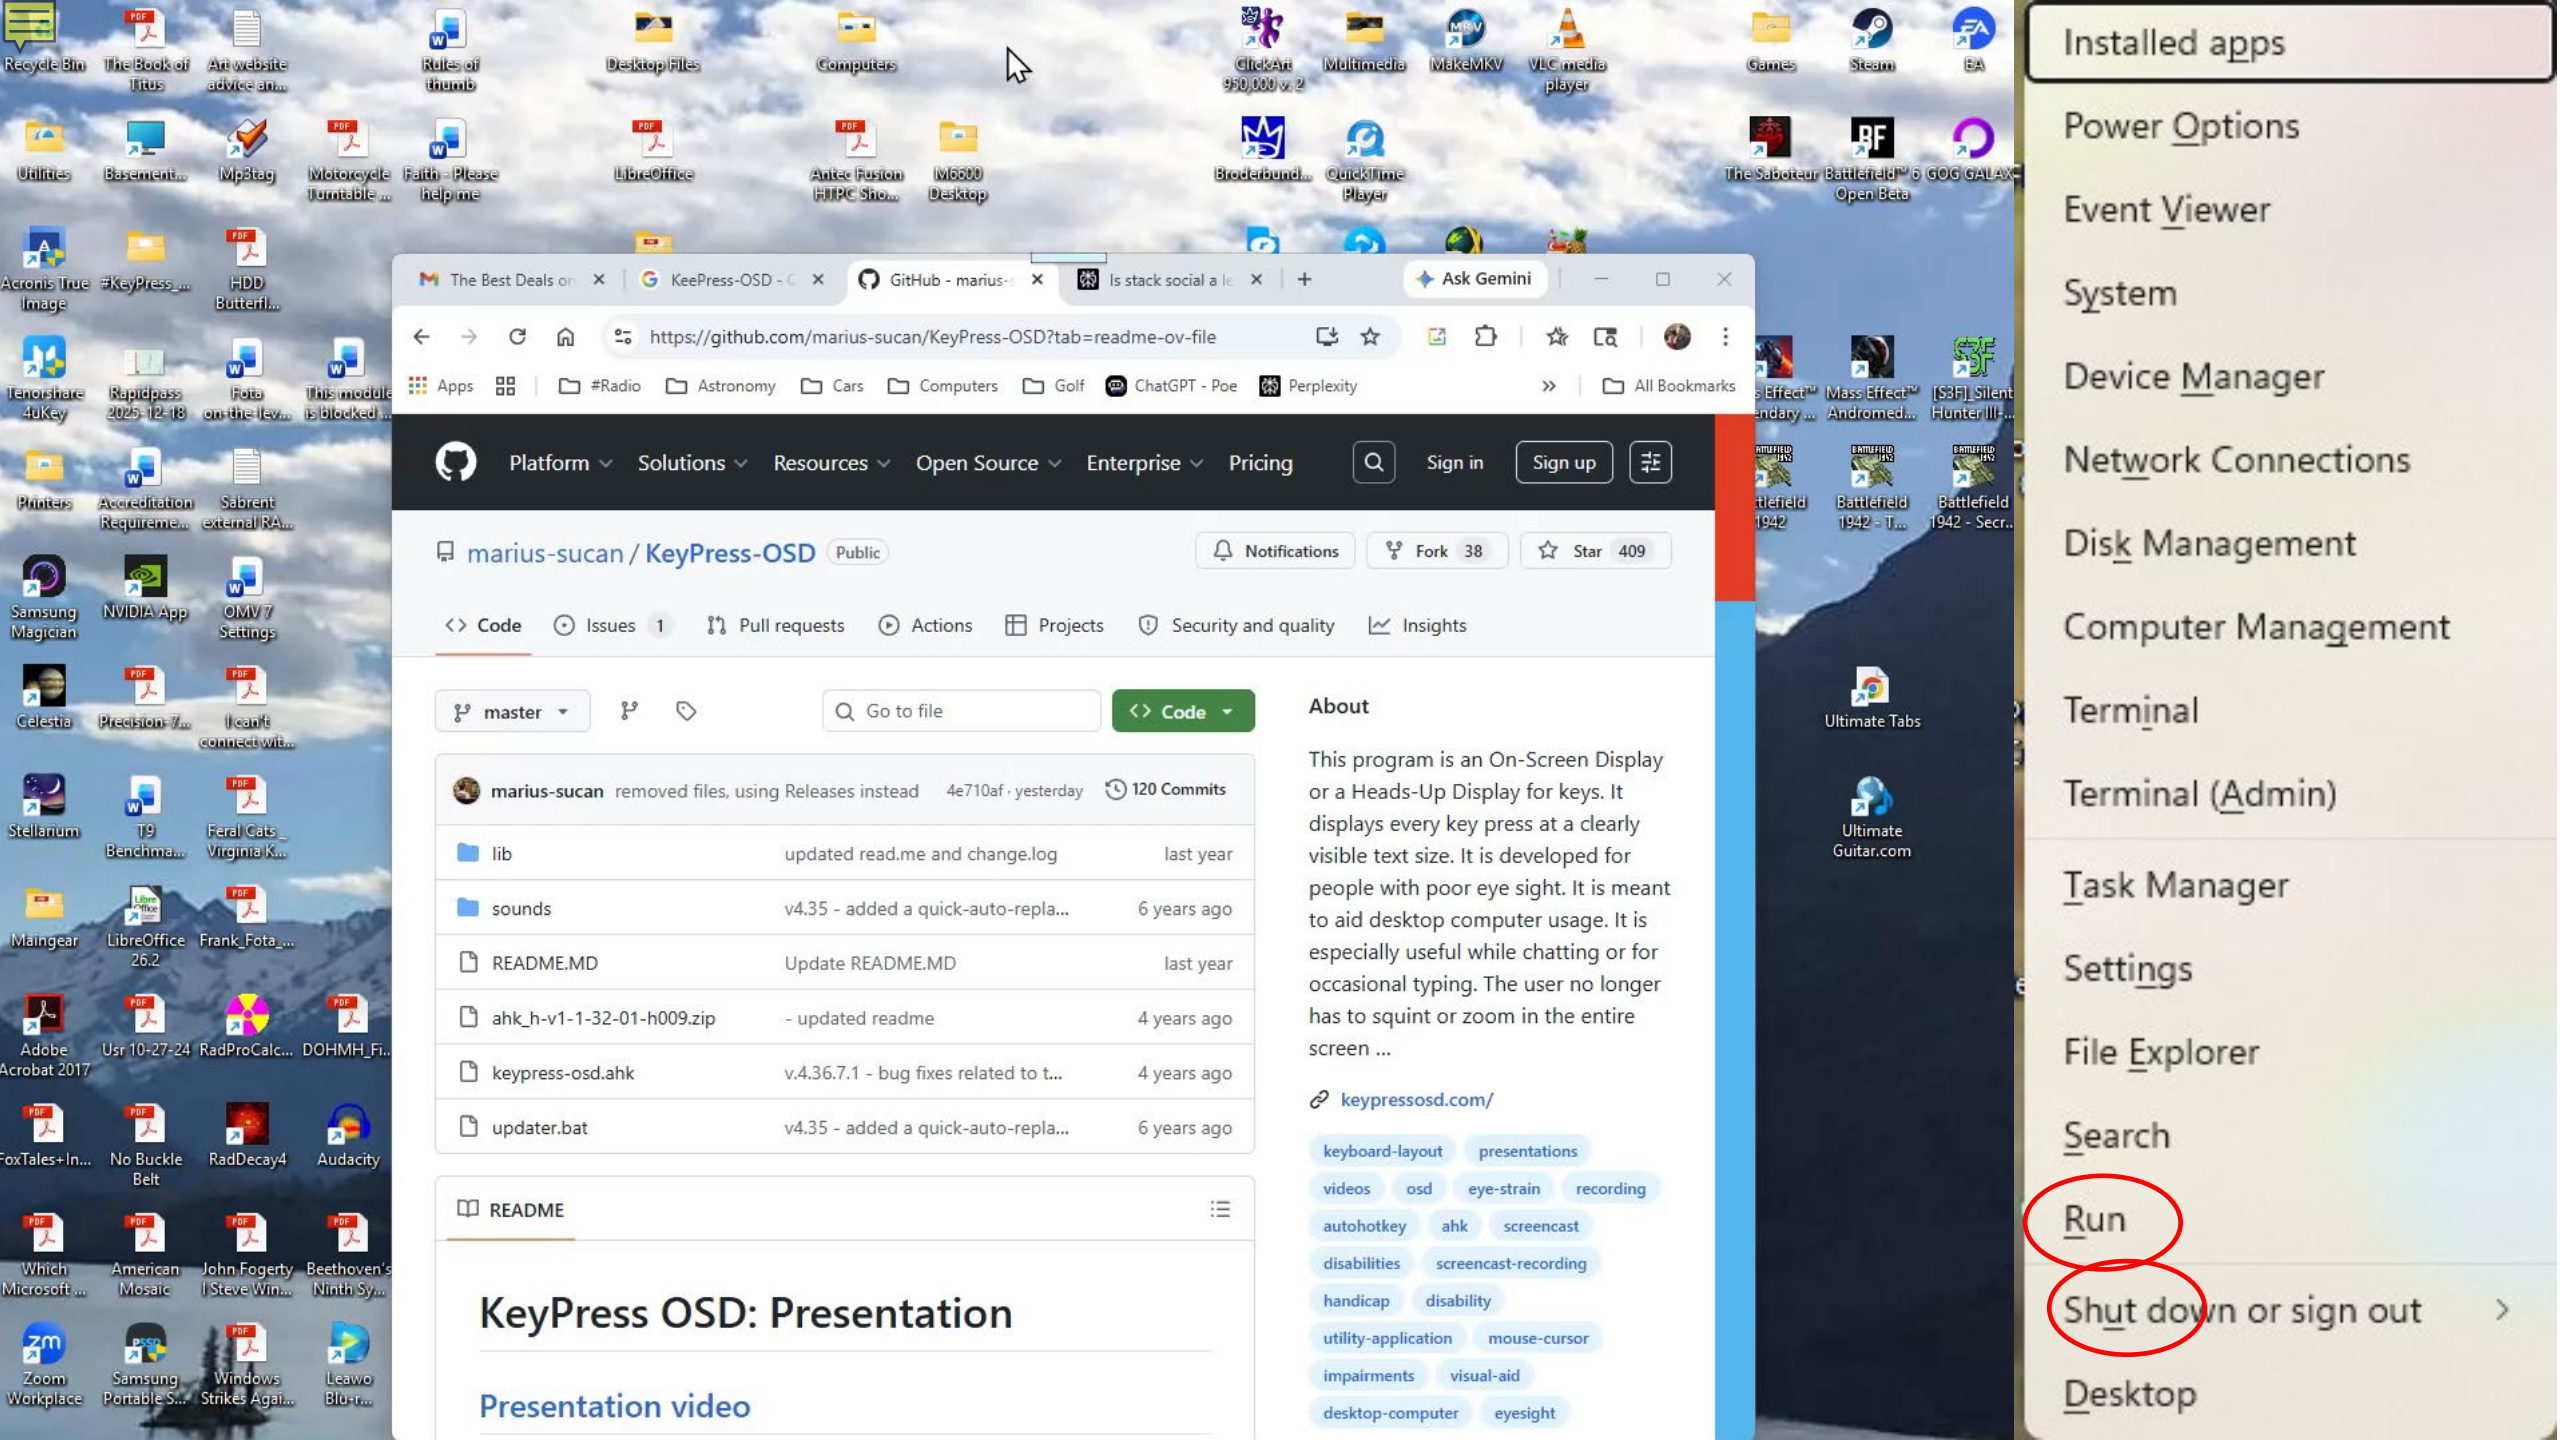 Recycle Bin
The Book of
Titus
Art website
advice an...
Rules of
thumb
Desktop Files
Computers
ClickArt
950,000 v. 2
Multimedia
MakeMKV
VLC media
player
Games
Steam
EA
Utilities
Basement...
Mp3tag
Motorcycle
Turntable ...
Faith - Please
help me
LibreOffice
Antec Fusion
HTPC Sho...
M6600
Desktop
Broderbund...
QuickTime
Player
The Saboteur
Battlefield™ 6
Open Beta
GOG GALAX
Acronis True
Image
#KeyPress_...
HDD
Butterfl...
Tenorshare
4uKey
Rapidpass
2025-12-18
Fota
on-the-lev...
This module
is blocked ...
Printers
Accreditation
Requireme...
Sabrent
external RA...
Samsung
Magician
NVIDIA App
OMV 7
Settings
Celestia
Precision-7...
I can't
connect wit...
Stellarium
T9
Benchma...
Feral Cats _
Virginia K...
Maingear
LibreOffice
26.2
Frank_Fota_...
Adobe
Acrobat 2017
Usr 10-27-24
RadProCalc...
DOHMH_Fi...
FoxTales+In...
No Buckle
Belt
RadDecay4
Audacity
Which
Microsoft ...
American
Mosaic
John Fogerty
| Steve Win...
Beethoven's
Ninth Sy...
Zoom
Workplace
Samsung
Portable S...
Windows
Strikes Agai...
Leawo
Blu-r...
The Best Deals on
KeePress-OSD - G
GitHub - marius-s
Is stack social a le
Ask Gemini
https://github.com/marius-sucan/KeyPress-OSD?tab=readme-ov-file
Apps
#Radio
Astronomy
Cars
Computers
Golf
ChatGPT - Poe
Perplexity
»
All Bookmarks
Platform
Solutions
Resources
Open Source
Enterprise
Pricing
Sign in
Sign up
marius-sucan / KeyPress-OSD Public
Notifications
Fork 38
Star 409
Code
Issues 1
Pull requests
Actions
Projects
Security and quality
Insights
master
Go to file
Code
marius-sucan removed files, using Releases instead 4e710af · yesterday 120 Commits
lib updated read.me and change.log last year
sounds v4.35 - added a quick-auto-repla... 6 years ago
README.MD Update README.MD last year
ahk_h-v1-1-32-01-h009.zip - updated readme 4 years ago
keypress-osd.ahk v.4.36.7.1 - bug fixes related to t... 4 years ago
updater.bat v4.35 - added a quick-auto-repla... 6 years ago
README
KeyPress OSD: Presentation
Presentation video
About
This program is an On-Screen Display
or a Heads-Up Display for keys. It
displays every key press at a clearly
visible text size. It is developed for
people with poor eye sight. It is meant
to aid desktop computer usage. It is
especially useful while chatting or for
occasional typing. The user no longer
has to squint or zoom in the entire
screen ...
keypressosd.com/
keyboard-layout presentations
videos osd eye-strain recording
autohotkey ahk screencast
disabilities screencast-recording
handicap disability
utility-application mouse-cursor
impairments visual-aid
desktop-computer eyesight
s Effect™
endary ...
Mass Effect™
Andromed...
[S3F]_Silent
Hunter III-...
ttlefield
1942
Battlefield
1942 - T...
Battlefield
1942 - Secr...
Ultimate Tabs
Ultimate
Guitar.com
Installed apps
Power Options
Event Viewer
System
Device Manager
Network Connections
Disk Management
Computer Management
Terminal
Terminal (Admin)
Task Manager
Settings
File Explorer
Search
Run
Shut down or sign out
Desktop